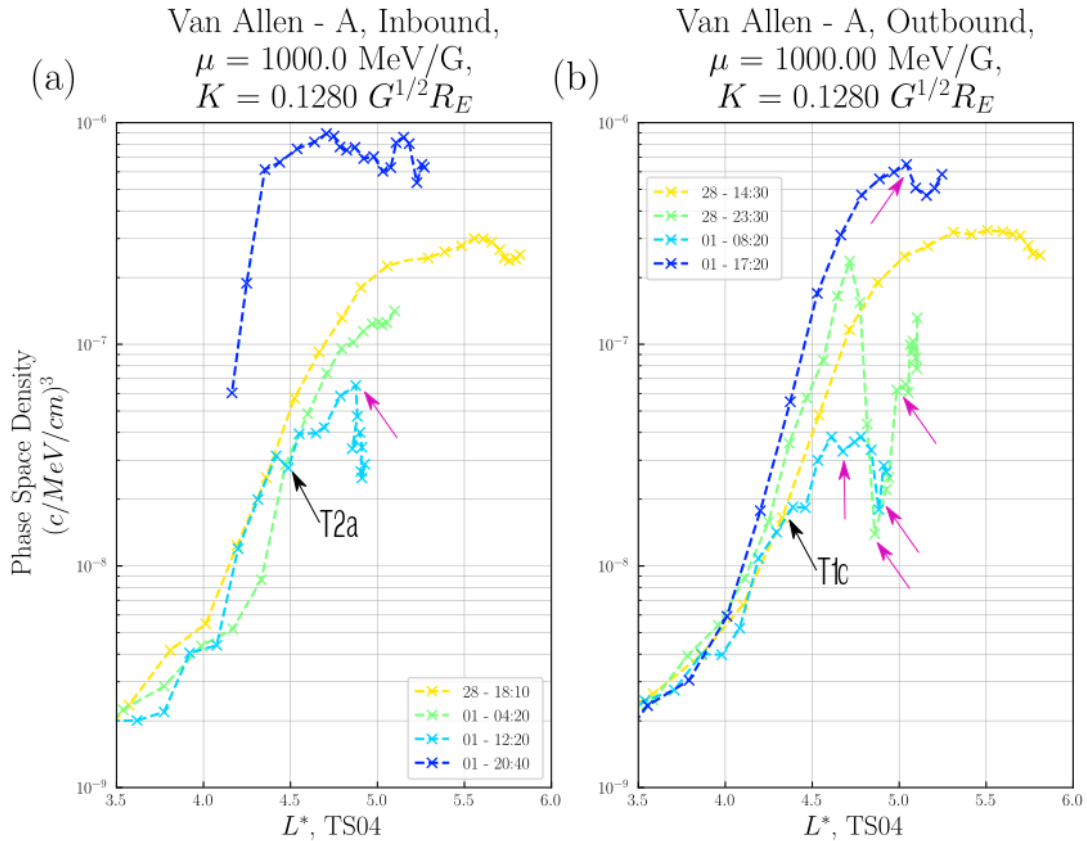 Van Allen - A, Inbound,
μ = 1000.0 MeV/G,
K = 0.1280 G^{1/2}R_E
(a)
Van Allen - A, Outbound,
μ = 1000.00 MeV/G,
K = 0.1280 G^{1/2}R_E
(b)
Phase Space Density
(c/MeV/cm)^3
10^{-6}
10^{-7}
10^{-8}
10^{-9}
T2a
28 - 18:10
01 - 04:20
01 - 12:20
01 - 20:40
3.5 4.0 4.5 5.0 5.5 6.0
L*, TS04
10^{-6}
10^{-7}
10^{-8}
10^{-9}
28 - 14:30
28 - 23:30
01 - 08:20
01 - 17:20
T1c
3.5 4.0 4.5 5.0 5.5 6.0
L*, TS04